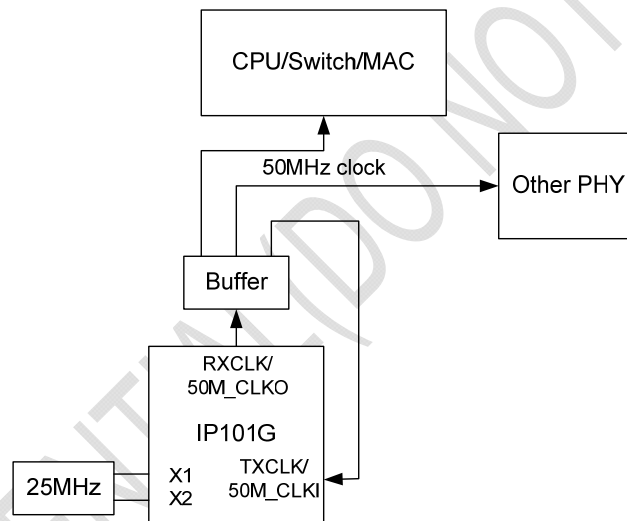 CPU/Switch/MAC
50MHz clock
Other PHY
Buffer
RXCLK/
50M_CLKO
IP101G
25MHz
X1
X2
TXCLK/
50M_CLKI